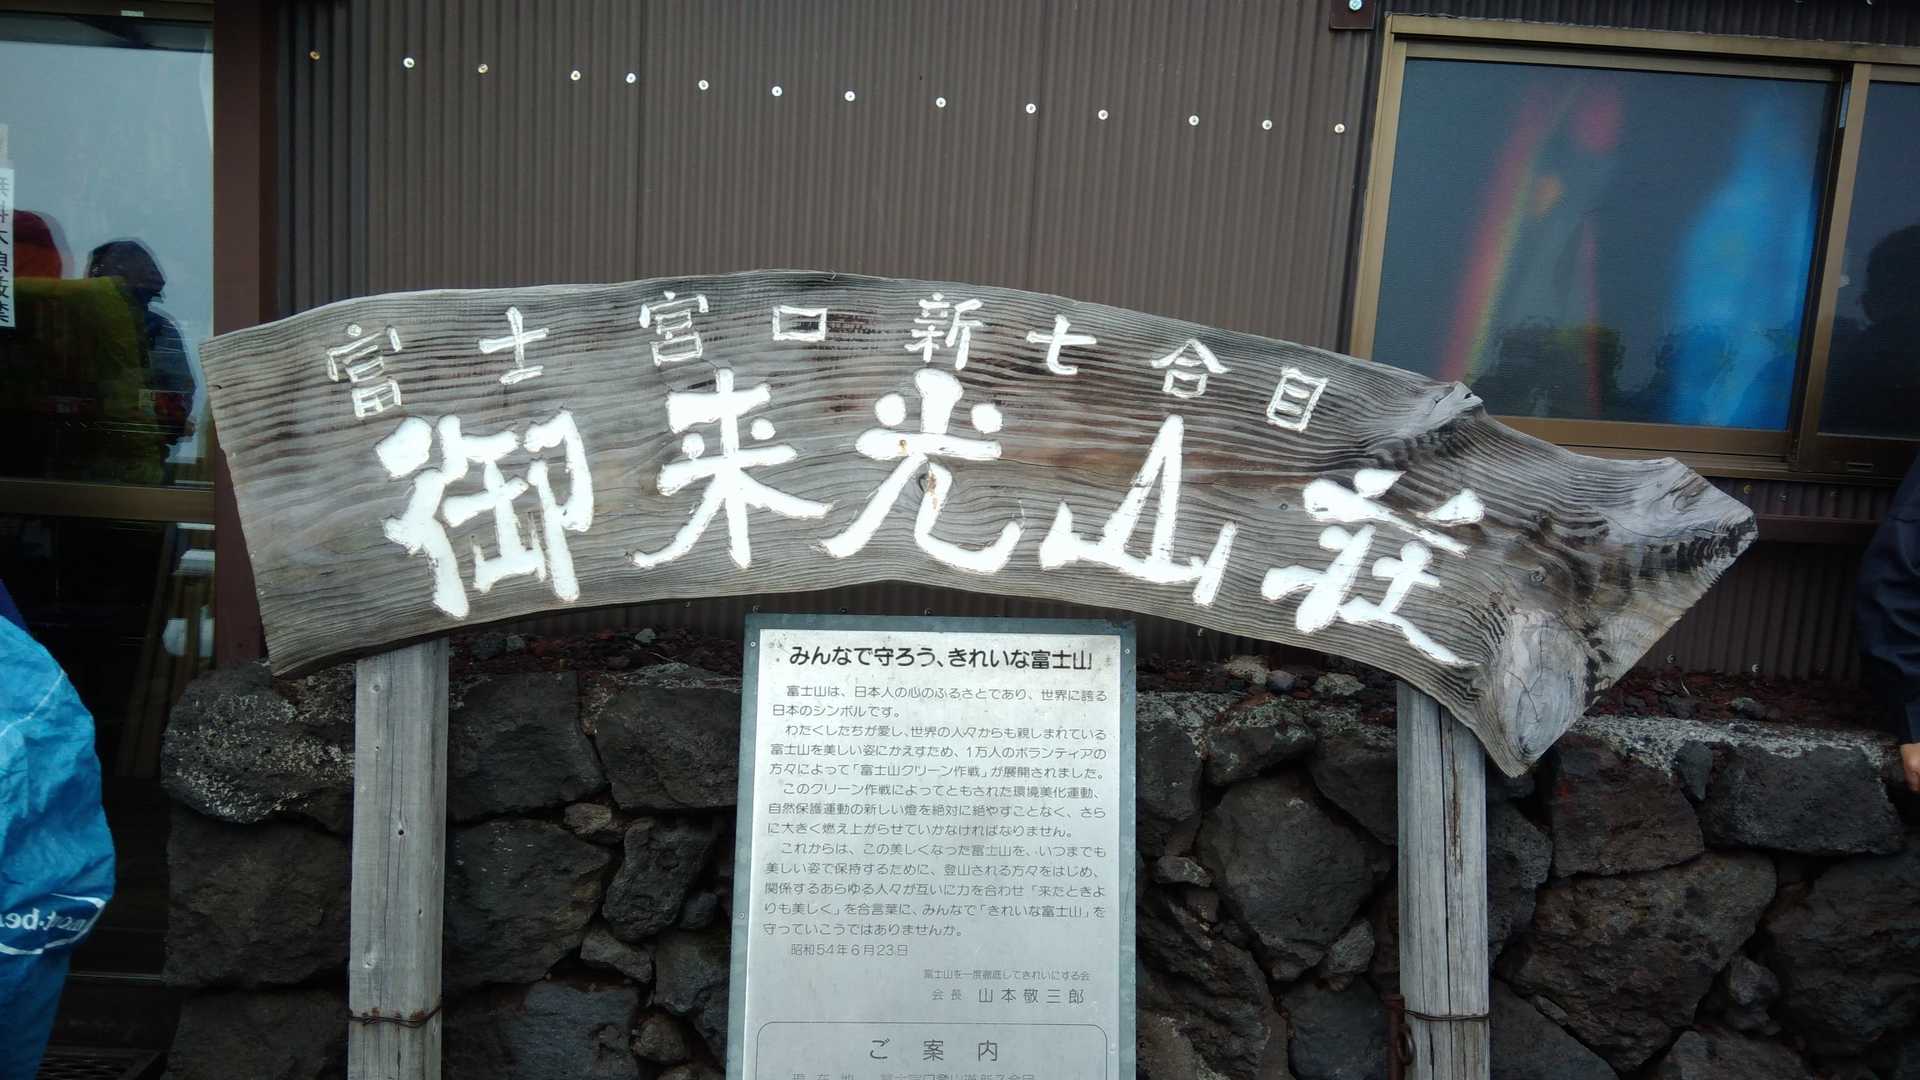 富士宮口新七合目
御来光山荘
みんなで守ろう、きれいな富士山
富士山は、日本人の心のふるさとであり、世界に誇る
日本のシンボルです。
わたくしたちが愛し、世界の人々からも親しまれている
富士山を美しい姿にかえすため、1万人のボランティアの
方々によって「富士山クリーン作戦」が展開されました。
このクリーン作戦によってともされた環境美化運動、
自然保護運動の新しい燈を絶対に絶やすことなく、さら
に大きく燃え上がらせていかなければなりません。
これからは、この美しくなった富士山を、いつまでも
美しい姿で保持するために、登山される方々をはじめ、
関係するあらゆる人々が互いに力を合わせ「来たときよ
りも美しく」を合言葉に、みんなで「きれいな富士山」を
守っていこうではありませんか。
昭和54年6月23日
富士山を一度徹底してきれいにする会
会長 山本敬三郎
ご案内